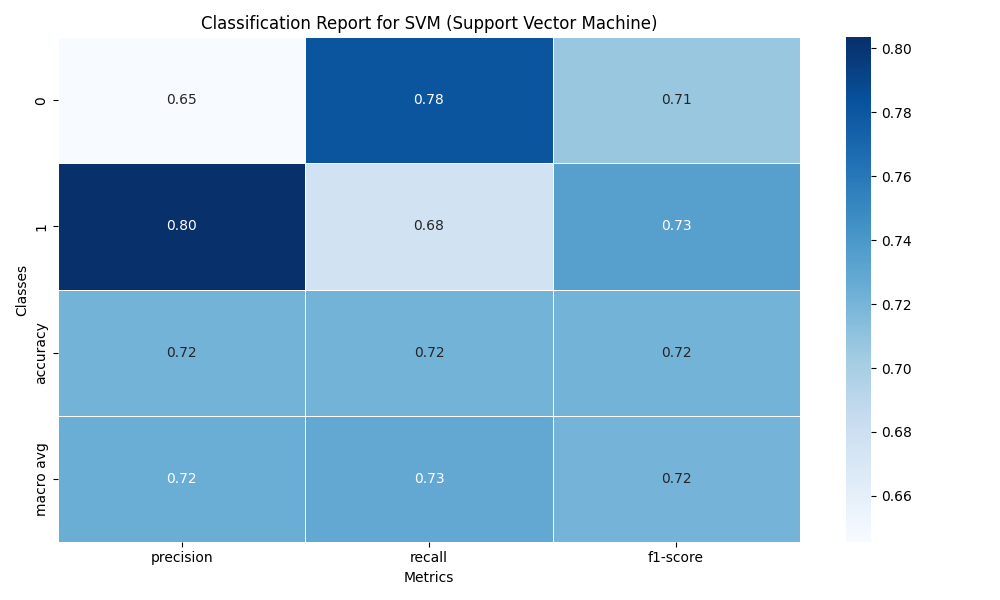 Classification Report for SVM (Support Vector Machine)
0.65 0.78 0.71
0.80 0.68 0.73
0.72 0.72 0.72
0.72 0.73 0.72
0
1
accuracy
macro avg
Classes
precision recall f1-score
Metrics
0.80
0.78
0.76
0.74
0.72
0.70
0.68
0.66